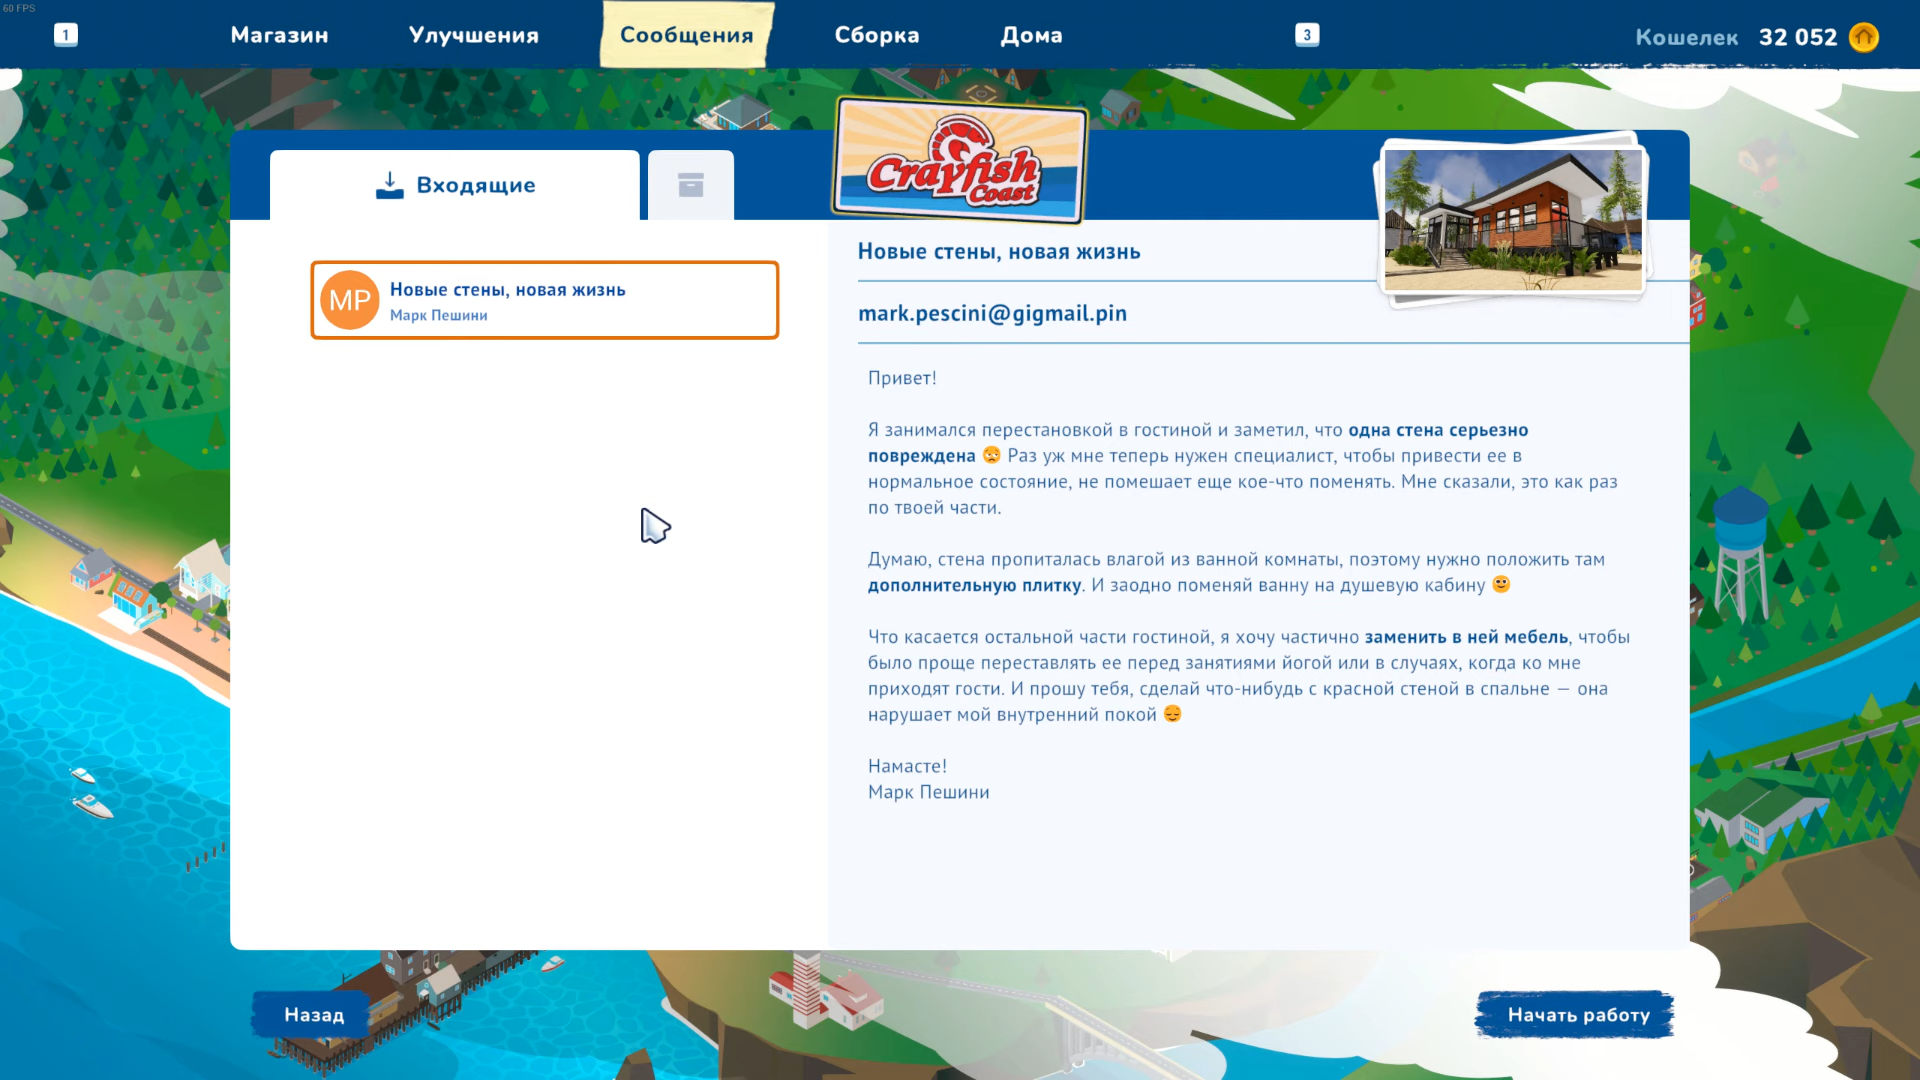 60 FPS
1
Магазин
Улучшения
Сообщения
Сборка
Дома
3
Кошелек 32 052
Входящие
Crayfish
Coast
MP
Новые стены, новая жизнь
Марк Пешини
Новые стены, новая жизнь
mark.pescini@gigmail.pin
Привет!
Я занимался перестановкой в гостиной и заметил, что одна стена серьезно
повреждена 😟 Раз уж мне теперь нужен специалист, чтобы привести ее в
нормальное состояние, не помешает еще кое-что поменять. Мне сказали, это как раз
по твоей части.
Думаю, стена пропиталась влагой из ванной комнаты, поэтому нужно положить там
дополнительную плитку. И заодно поменяй ванну на душевую кабину 🙂
Что касается остальной части гостиной, я хочу частично заменить в ней мебель, чтобы
было проще переставлять ее перед занятиями йогой или в случаях, когда ко мне
приходят гости. И прошу тебя, сделай что-нибудь с красной стеной в спальне — она
нарушает мой внутренний покой 😌
Намасте!
Марк Пешини
Назад
Начать работу